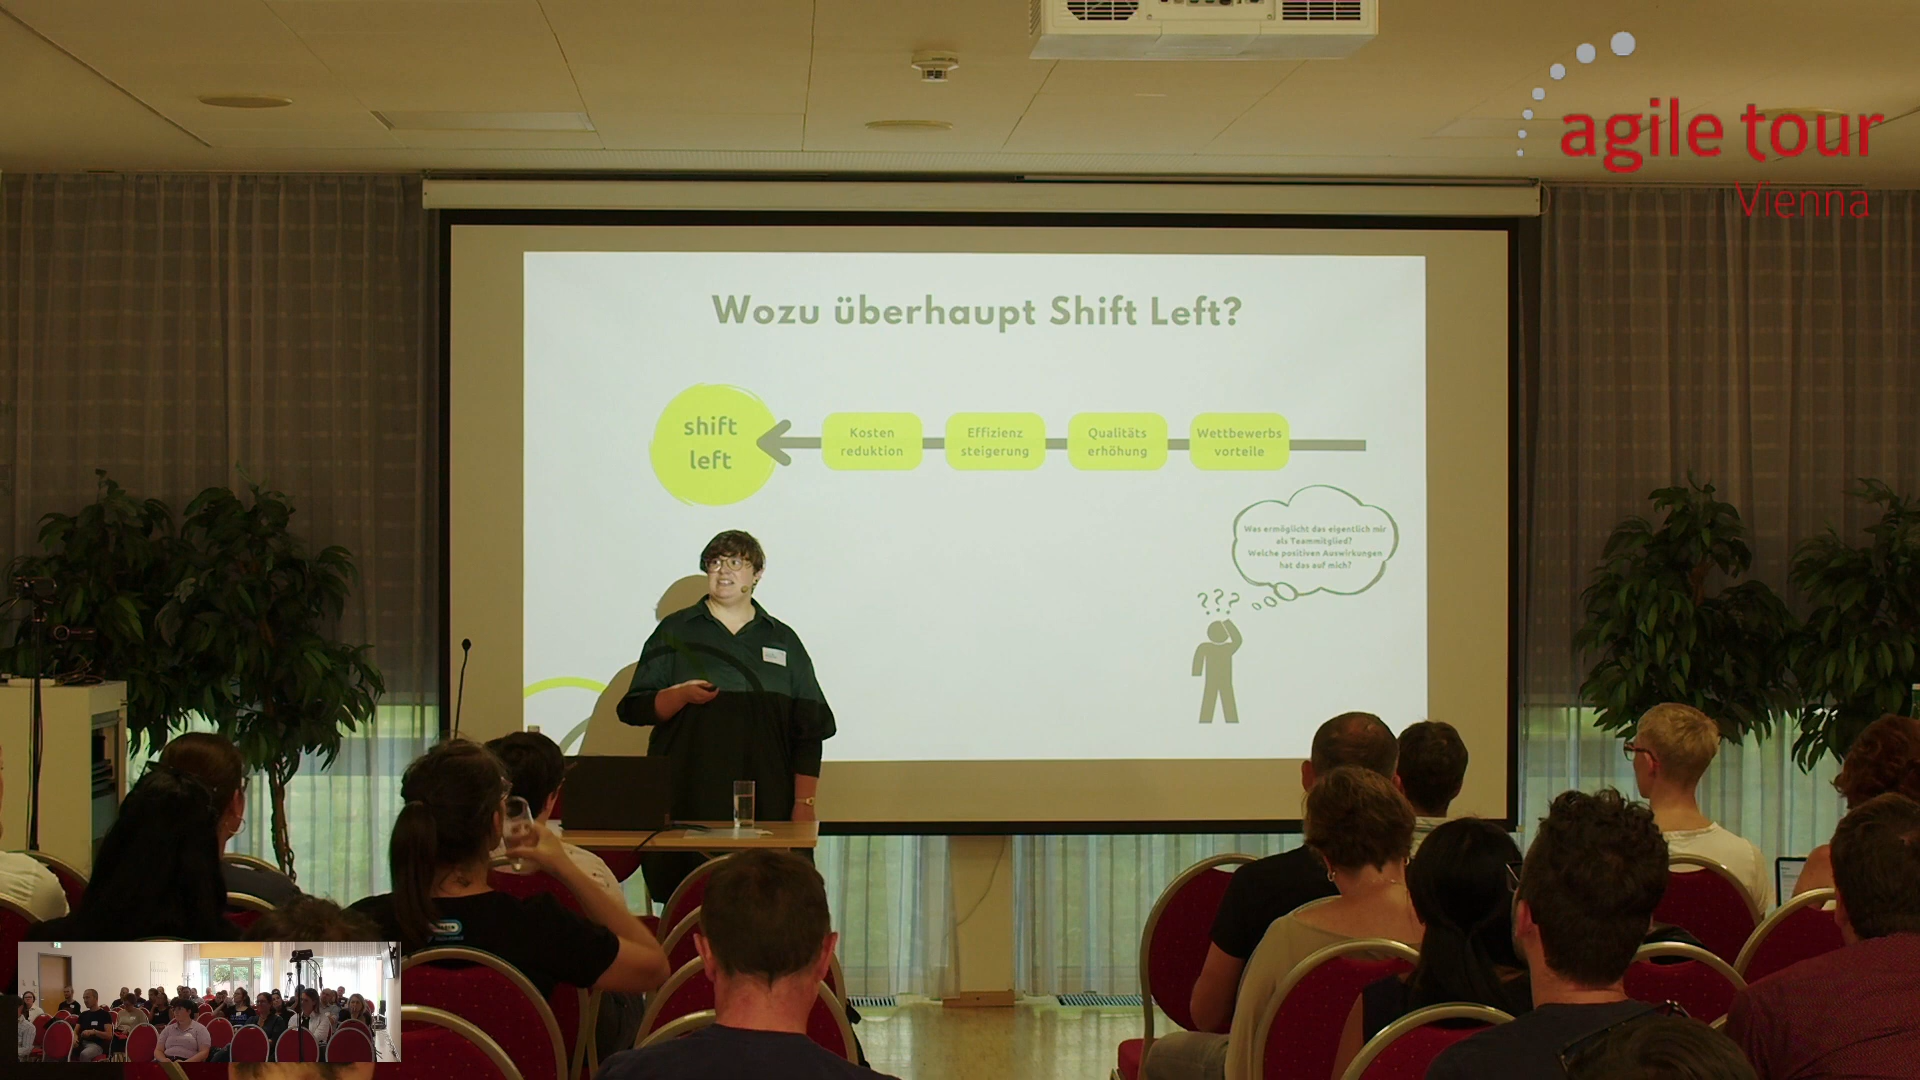 agile tour
Vienna
Wozu überhaupt Shift Left?
shift
left
Kosten
reduktion
Effizienz
steigerung
Qualitäts
erhöhung
Wettbewerbs
vorteile
Was ermöglicht das eigentlich mir
als Teammitglied?
Welche positiven Auswirkungen
hat das auf mich?
???